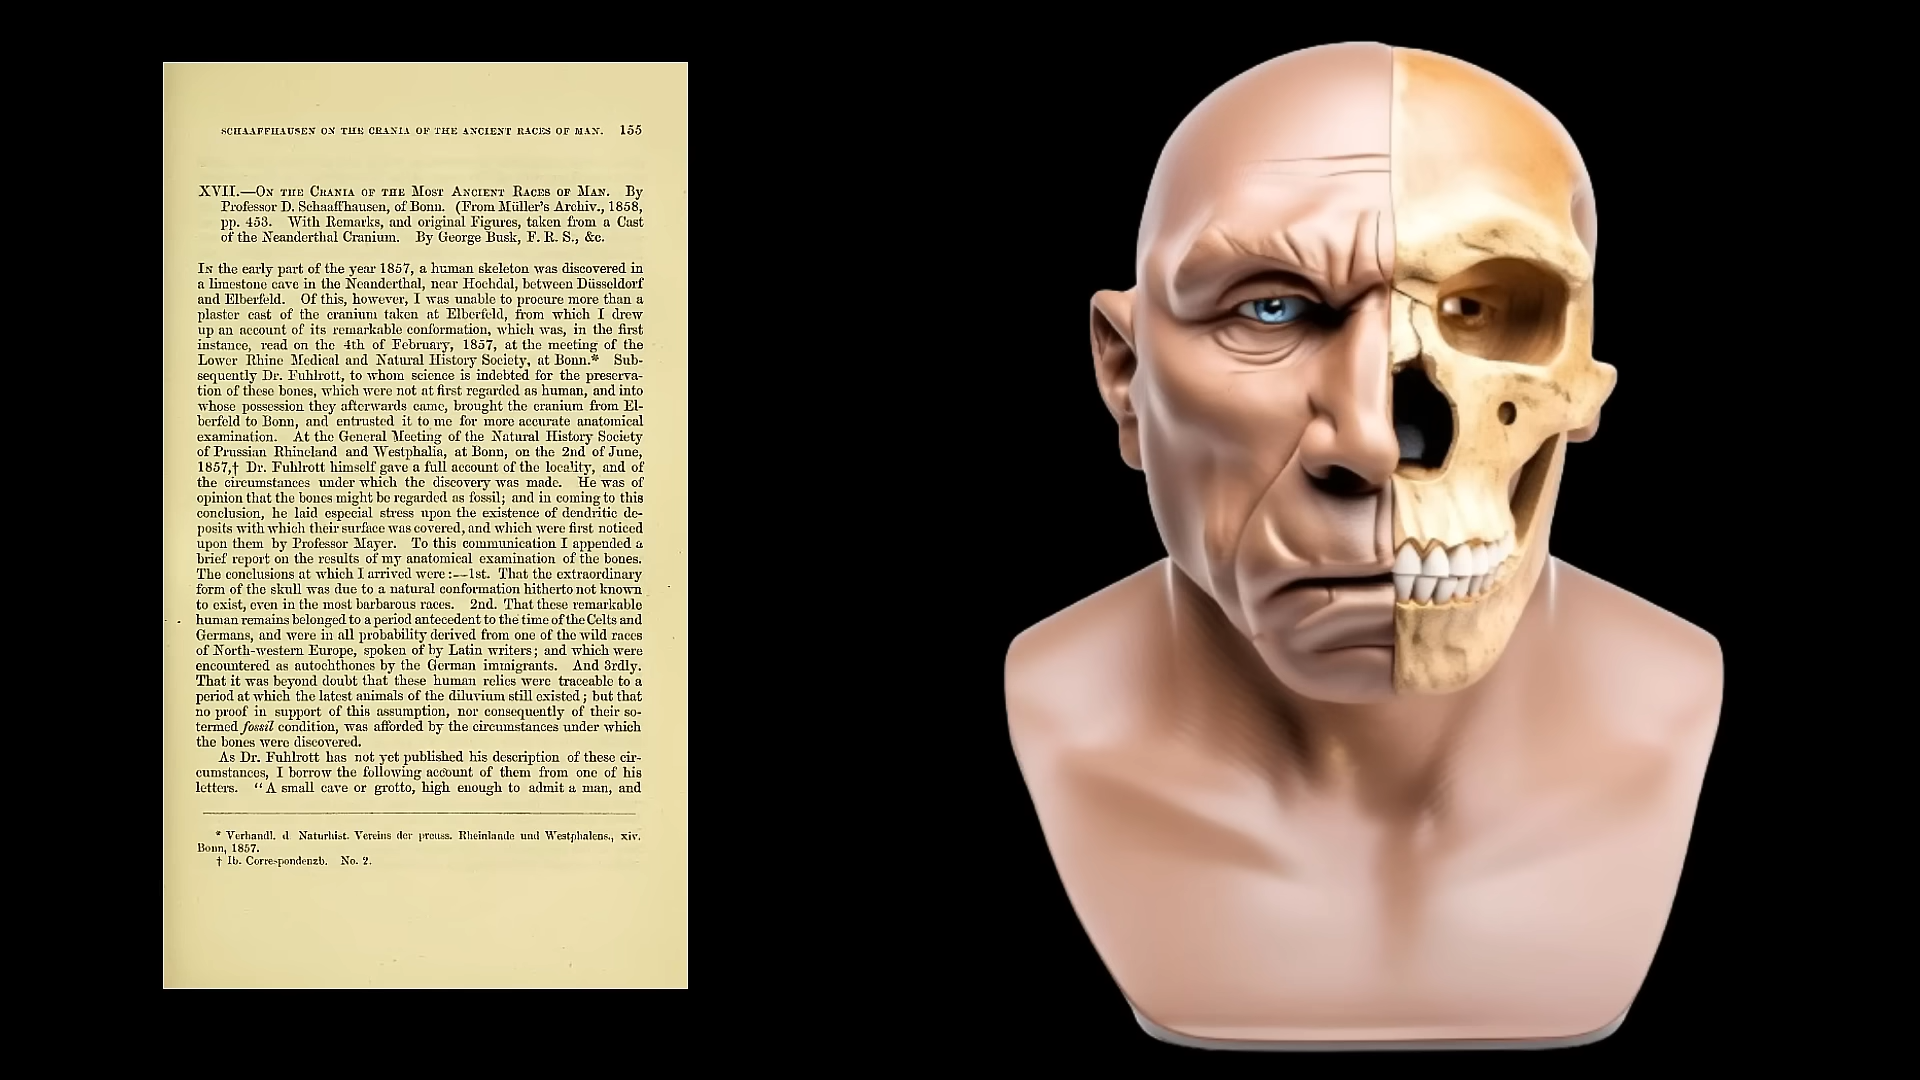 SCHAAFFHAUSEN ON THE CRANIA OF THE ANCIENT RACES OF MAN. 155
XVII.—On the Crania of the Most Ancient Races of Man. By
Professor D. Schaaffhausen, of Bonn. (From Müller's Archiv., 1858,
pp. 453. With Remarks, and original Figures, taken from a Cast
of the Neanderthal Cranium. By George Busk, F. R. S., &c.
In the early part of the year 1857, a human skeleton was discovered in
a limestone cave in the Neanderthal, near Hochdal, between Düsseldorf
and Elberfeld. Of this, however, I was unable to procure more than a
plaster cast of the cranium taken at Elberfeld, from which I drew
up an account of its remarkable conformation, which was, in the first
instance, read on the 4th of February, 1857, at the meeting of the
Lower Rhine Medical and Natural History Society, at Bonn.* Sub-
sequently Dr. Fuhlrott, to whom science is indebted for the preserva-
tion of these bones, which were not at first regarded as human, and into
whose possession they afterwards came, brought the cranium from El-
berfeld to Bonn, and entrusted it to me for more accurate anatomical
examination. At the General Meeting of the Natural History Society
of Prussian Rhineland and Westphalia, at Bonn, on the 2nd of June,
1857,† Dr. Fuhlrott himself gave a full account of the locality, and of
the circumstances under which the discovery was made. He was of
opinion that the bones might be regarded as fossil; and in coming to this
conclusion, he laid especial stress upon the existence of dendritic de-
posits with which their surface was covered, and which were first noticed
upon them by Professor Mayer. To this communication I appended a
brief report on the results of my anatomical examination of the bones.
The conclusions at which I arrived were :—1st. That the extraordinary
form of the skull was due to a natural conformation hitherto not known
to exist, even in the most barbarous races. 2nd. That these remarkable
human remains belonged to a period antecedent to the time of the Celts and
Germans, and were in all probability derived from one of the wild races
of North-western Europe, spoken of by Latin writers; and which were
encountered as autochthones by the German immigrants. And 3rdly.
That it was beyond doubt that these human relics were traceable to a
period at which the latest animals of the diluvium still existed; but that
no proof in support of this assumption, nor consequently of their so-
termed fossil condition, was afforded by the circumstances under which
the bones were discovered.
As Dr. Fuhlrott has not yet published his description of these cir-
cumstances, I borrow the following account of them from one of his
letters. “A small cave or grotto, high enough to admit a man, and
* Verhandl. d Naturhist. Vereins der preuss. Rheinlande und Westphalens., xiv.
Bonn, 1857.
† Ib. Correspondenzb. No. 2.